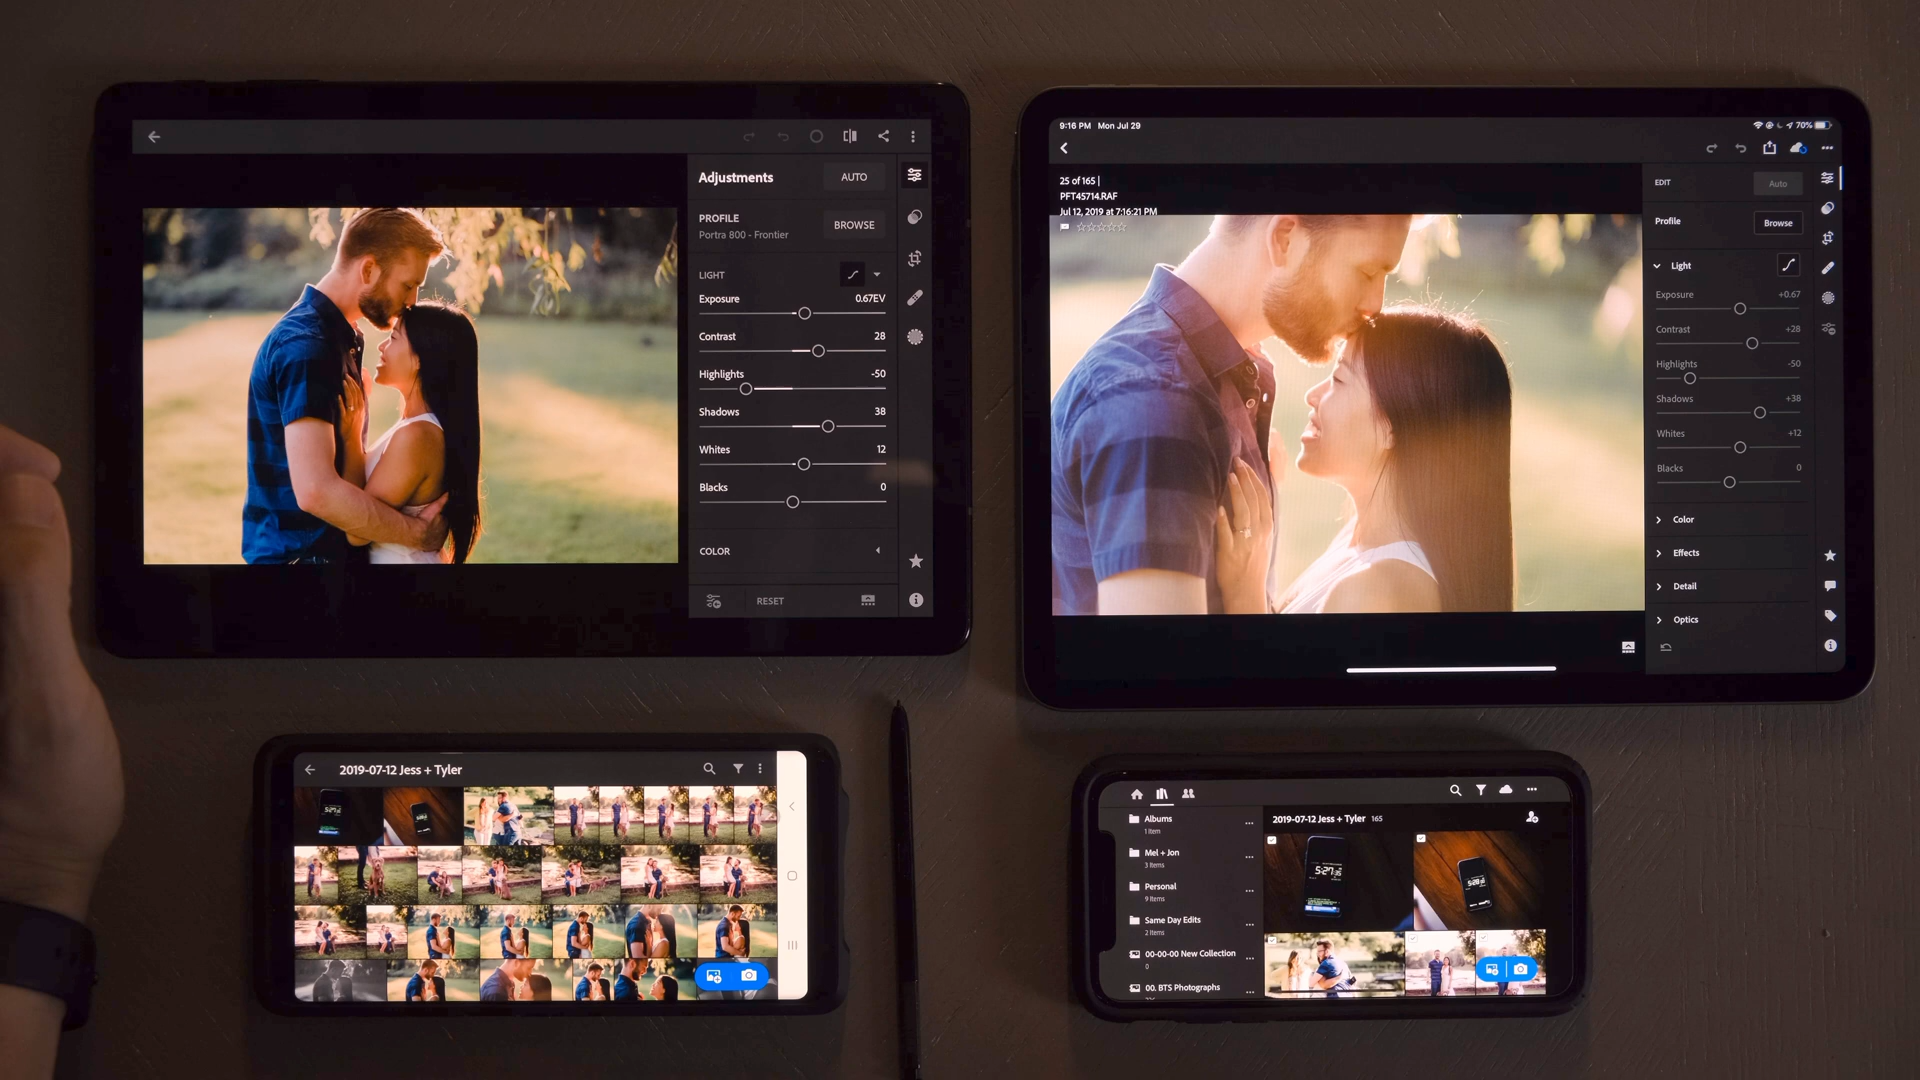 Adjustments
AUTO
PROFILE
Portra 800 - Frontier
BROWSE
LIGHT
Exposure 0.67EV
Contrast 28
Highlights -50
Shadows 38
Whites 12
Blacks 0
COLOR
RESET
9:16 PM Mon Jul 29
70%
25 of 165
PFT45714.RAF
Jul 12, 2019 at 7:16:21 PM
EDIT
Auto
Profile
Browse
Light
Exposure +0.67
Contrast +28
Highlights -50
Shadows +38
Whites +12
Blacks 0
Color
Effects
Detail
Optics
2019-07-12 Jess + Tyler
Albums
1 Item
Mel + Jon
3 Items
Personal
9 Items
Same Day Edits
2 Items
00-00-00 New Collection
0
00. BTS Photographs
2019-07-12 Jess + Tyler 165